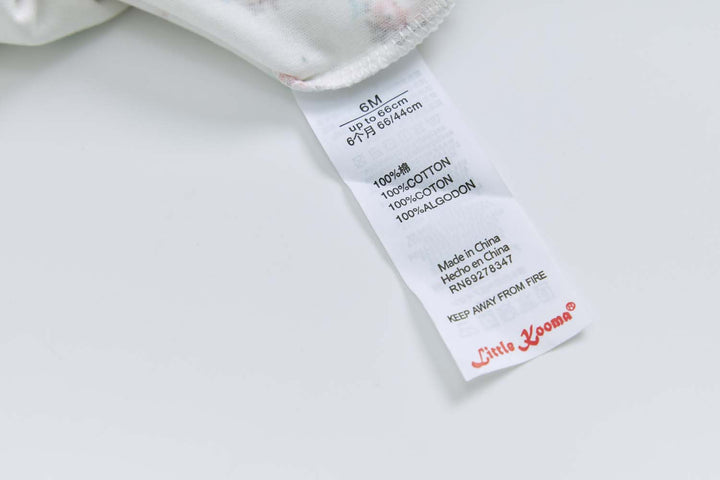 6M
up to 66cm
6个月 66/44cm
100%棉
100%COTTON
100%COTON
100%ALGODON
Made in China
Hecho en China
RN69278347
KEEP AWAY FROM FIRE
Little Kooma®